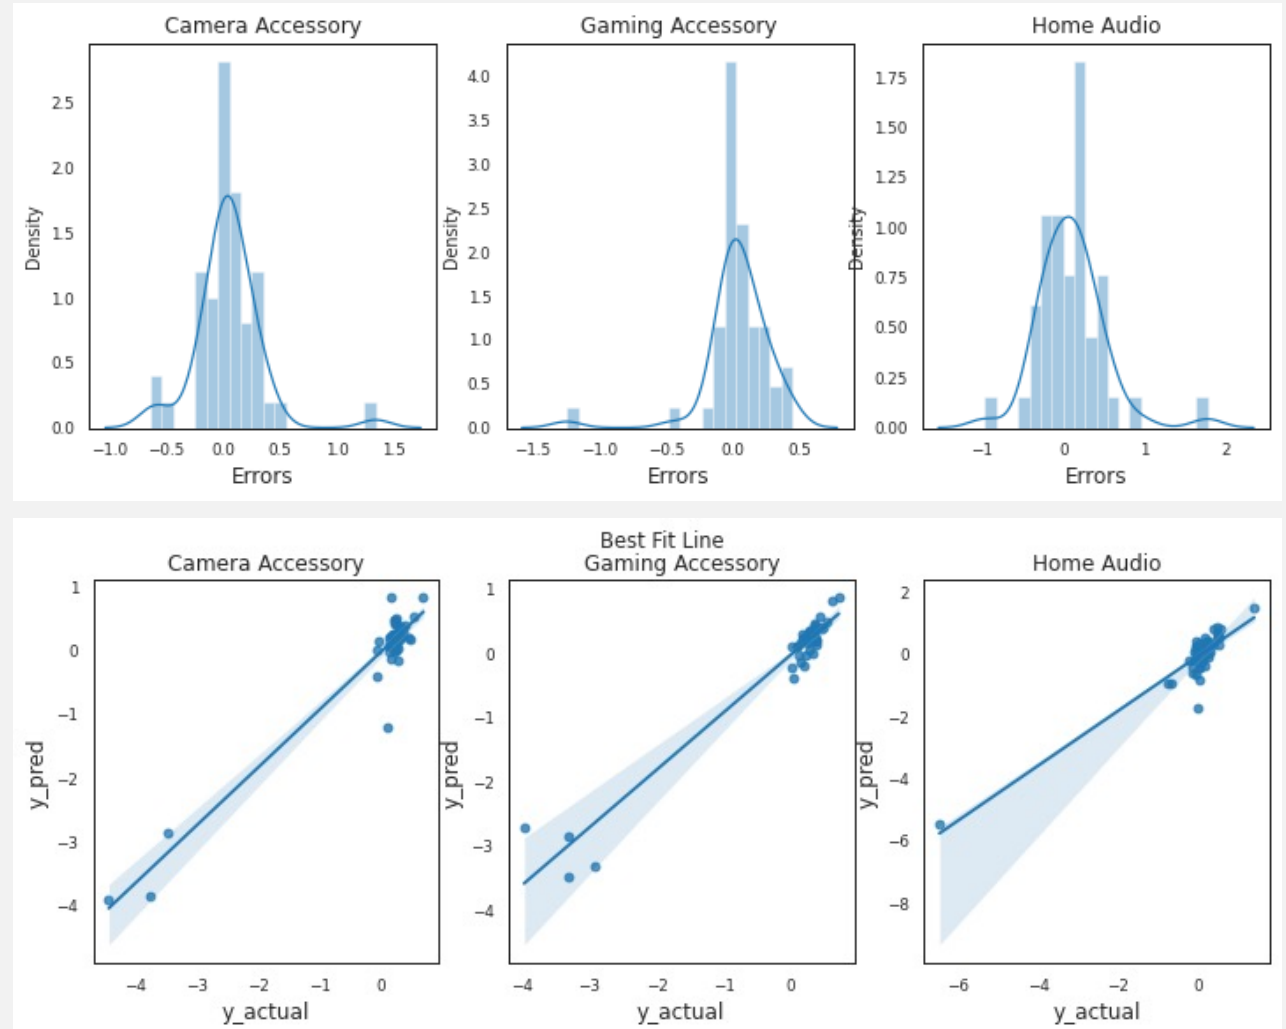 Camera Accessory
Gaming Accessory
Home Audio
Density
2.5
2.0
1.5
1.0
0.5
0.0
−1.0 −0.5 0.0 0.5 1.0 1.5
Errors
Density
4.0
3.5
3.0
2.5
2.0
1.5
1.0
0.5
0.0
−1.5 −1.0 −0.5 0.0 0.5
Errors
Density
1.75
1.50
1.25
1.00
0.75
0.50
0.25
0.00
−1 0 1 2
Errors
Best Fit Line
Camera Accessory
Gaming Accessory
Home Audio
y_pred
1
0
−1
−2
−3
−4
−4 −3 −2 −1 0
y_actual
y_pred
1
0
−1
−2
−3
−4
−4 −3 −2 −1 0
y_actual
y_pred
2
0
−2
−4
−6
−8
−6 −4 −2 0
y_actual